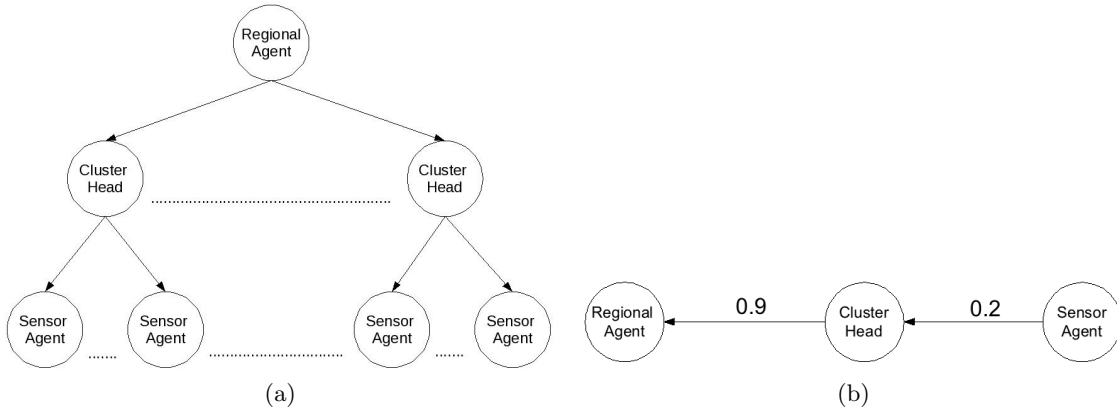 Regional
Agent
Cluster
Head
Cluster
Head
Sensor
Agent
Sensor
Agent
Sensor
Agent
Sensor
Agent
(a)
Regional
Agent
0.9
Cluster
Head
0.2
Sensor
Agent
(b)